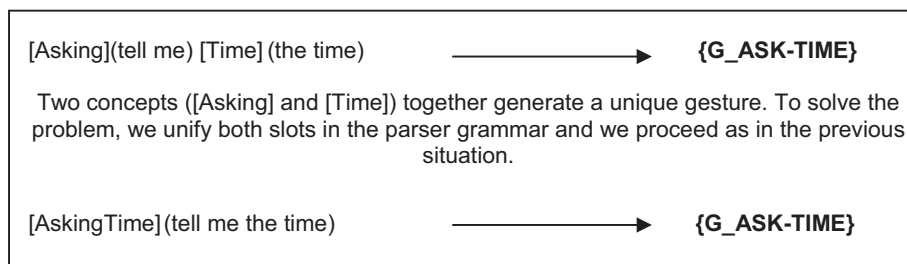 [Asking](tell me) [Time] (the time) {G_ASK-TIME}
Two concepts ([Asking] and [Time]) together generate a unique gesture. To solve the
problem, we unify both slots in the parser grammar and we proceed as in the previous
situation.
[AskingTime] (tell me the time) {G_ASK-TIME}